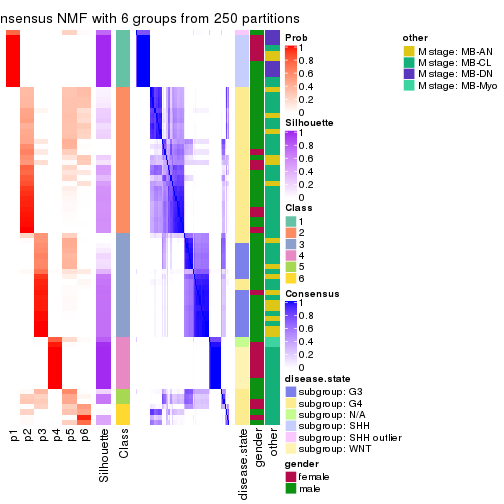 nsensus NMF with 6 groups from 250 partitions
Prob
1
0.8
0.6
0.4
0.2
0
Silhouette
1
0.8
0.6
0.4
0.2
0
Class
1
2
3
4
5
6
Consensus
1
0.8
0.6
0.4
0.2
0
disease.state
subgroup: G3
subgroup: G4
subgroup: N/A
subgroup: SHH
subgroup: SHH outlier
subgroup: WNT
gender
female
male
other
M stage: MB-AN
M stage: MB-CL
M stage: MB-DN
M stage: MB-Myo
p1
p2
p3
p4
p5
p6
Silhouette
Class
disease.state
gender
other